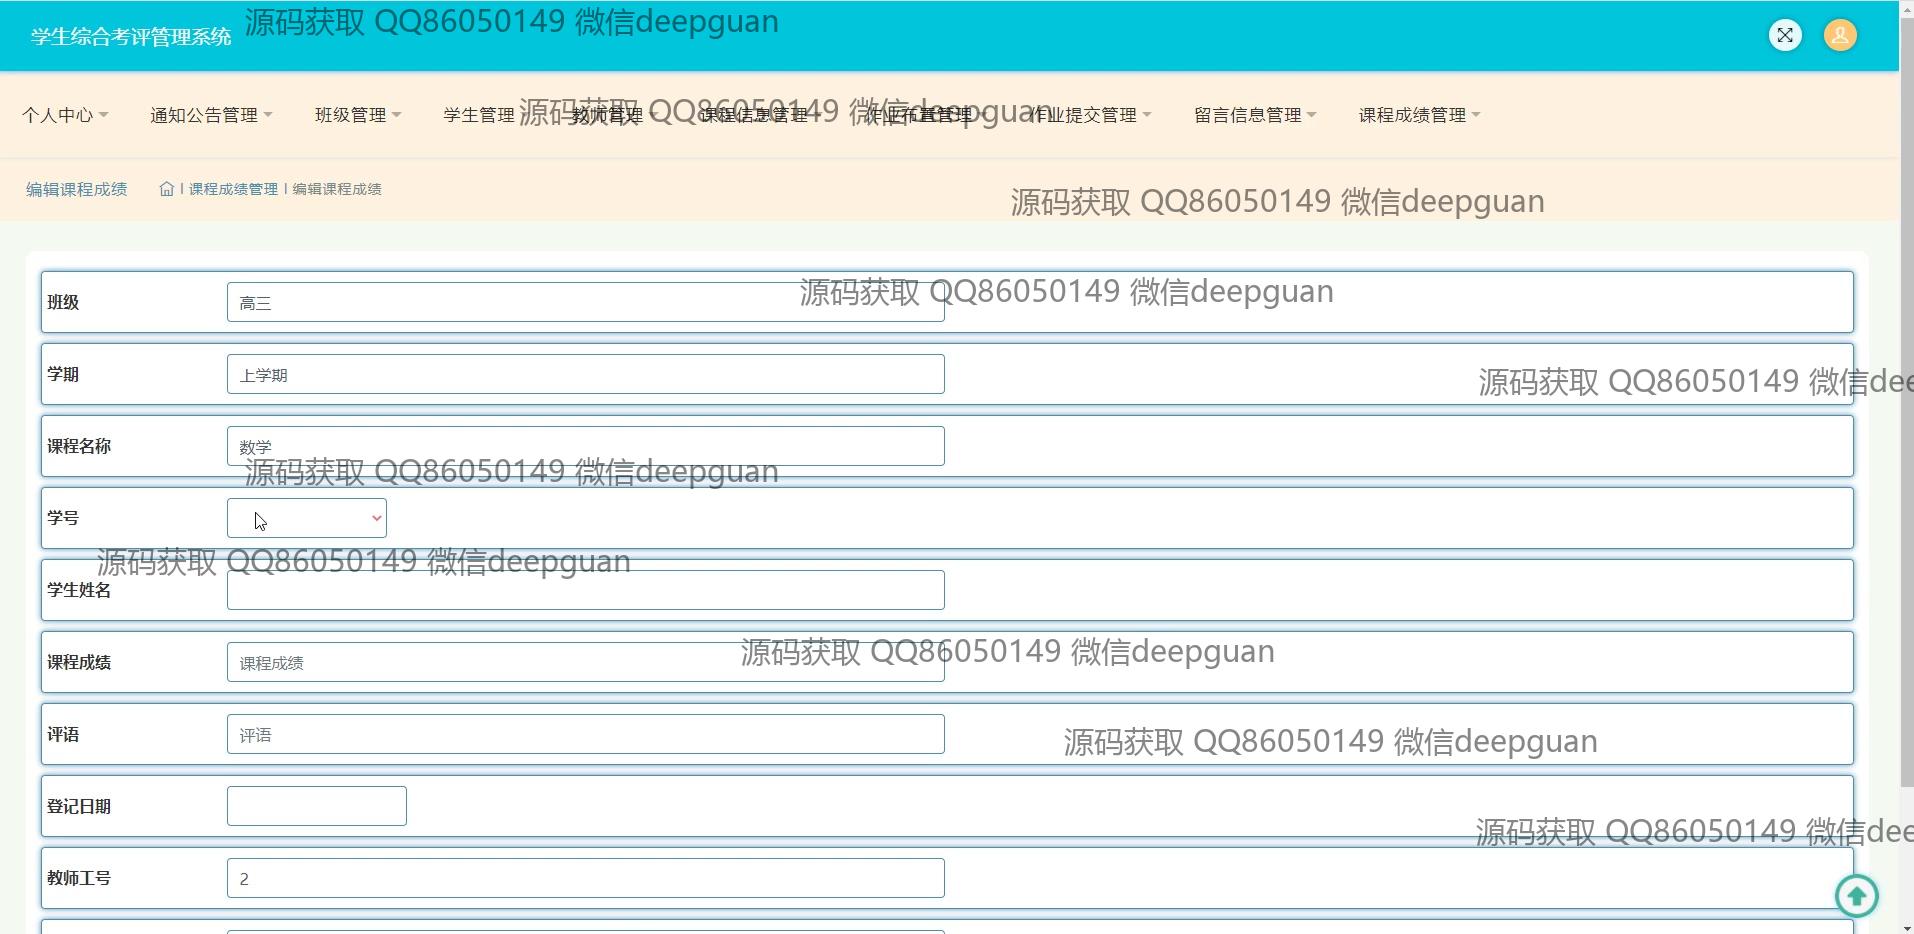 学生综合考评管理系统 源码获取 QQ86050149 微信deepguan
个人中心 通知公告管理 班级管理 学生管理 教师管理 课程信息管理 作业布置管理 作业提交管理 留言信息管理 课程成绩管理
源码获取 QQ86050149 微信deepguan
编辑课程成绩 | 课程成绩管理 | 编辑课程成绩
源码获取 QQ86050149 微信deepguan
班级 高三
源码获取 QQ86050149 微信deepguan
学期 上学期
源码获取 QQ86050149 微信dee
课程名称 数学
源码获取 QQ86050149 微信deepguan
学号
源码获取 QQ86050149 微信deepguan
学生姓名
课程成绩 课程成绩
源码获取 QQ86050149 微信deepguan
评语 评语
源码获取 QQ86050149 微信deepguan
登记日期
源码获取 QQ86050149 微信dee
教师工号 2